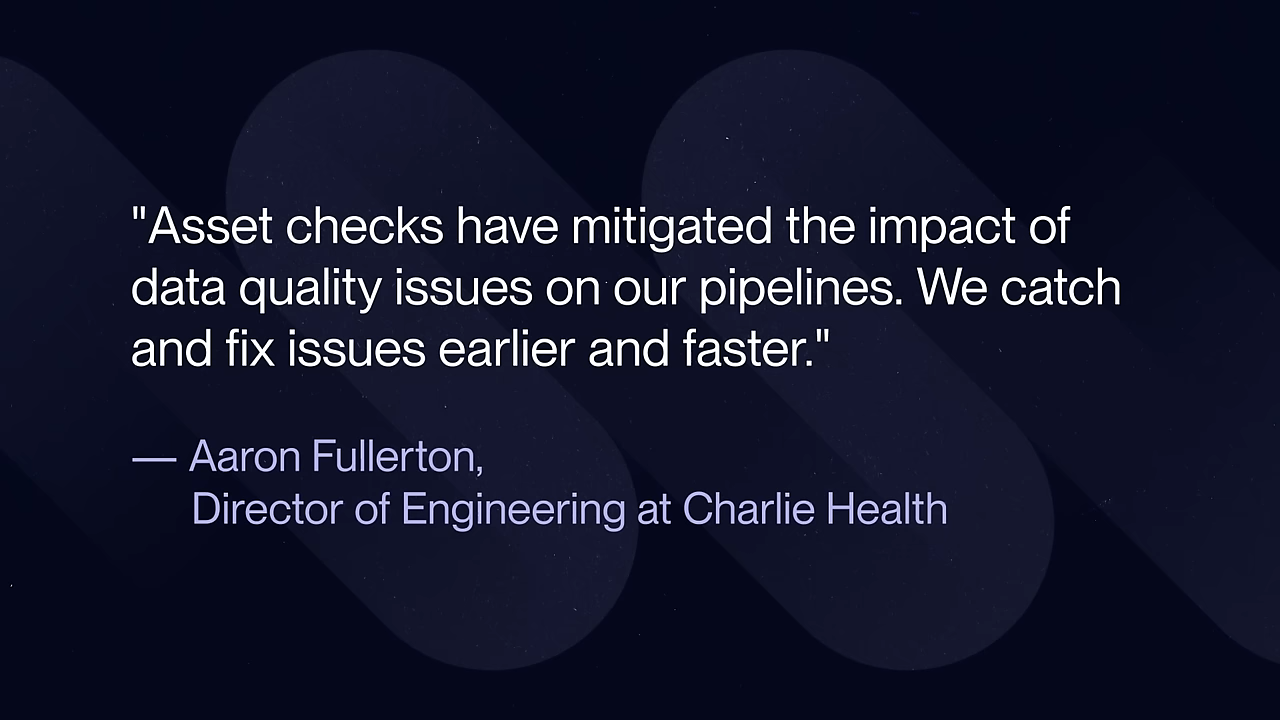 "Asset checks have mitigated the impact of
data quality issues on our pipelines. We catch
and fix issues earlier and faster."
— Aaron Fullerton,
Director of Engineering at Charlie Health